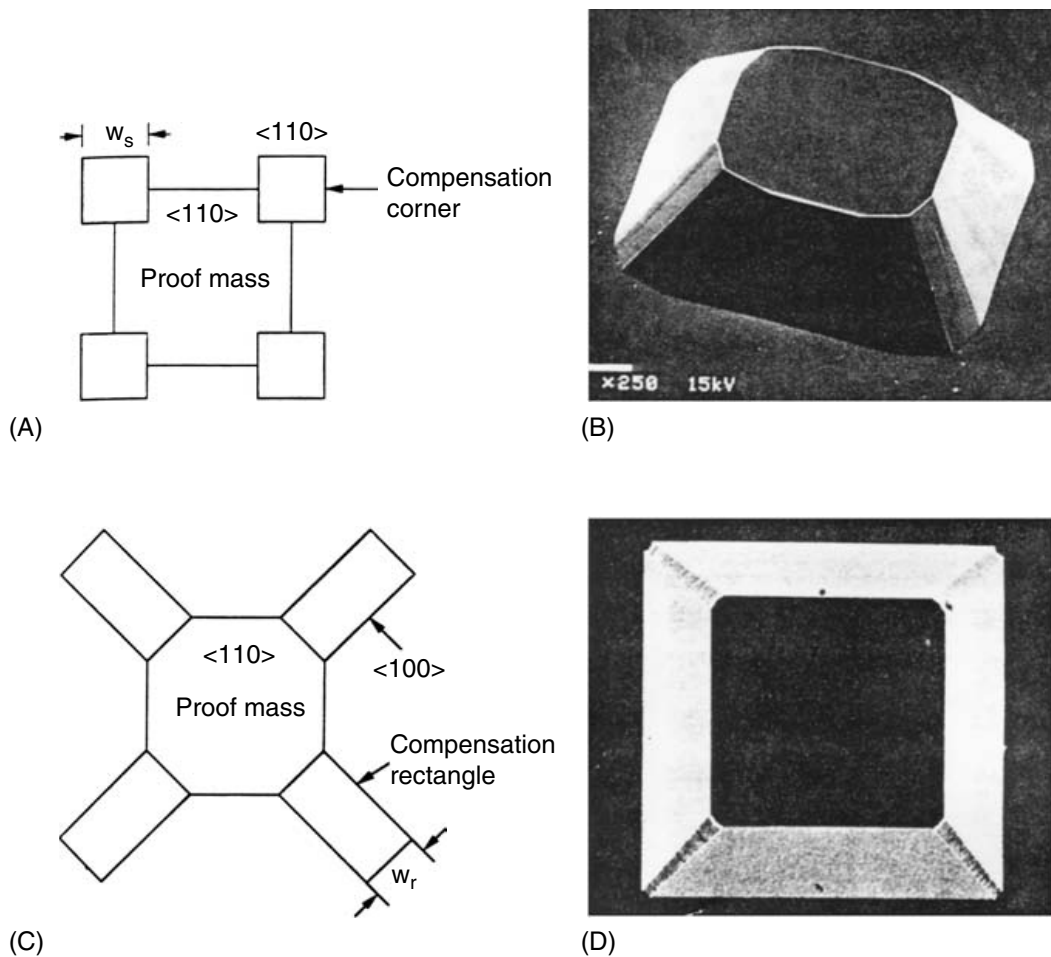 w_s
<110>
Compensation
corner
<110>
Proof mass
×250 15kV
(A)
(B)
<110>
<100>
Proof mass
Compensation
rectangle
w_r
(C)
(D)